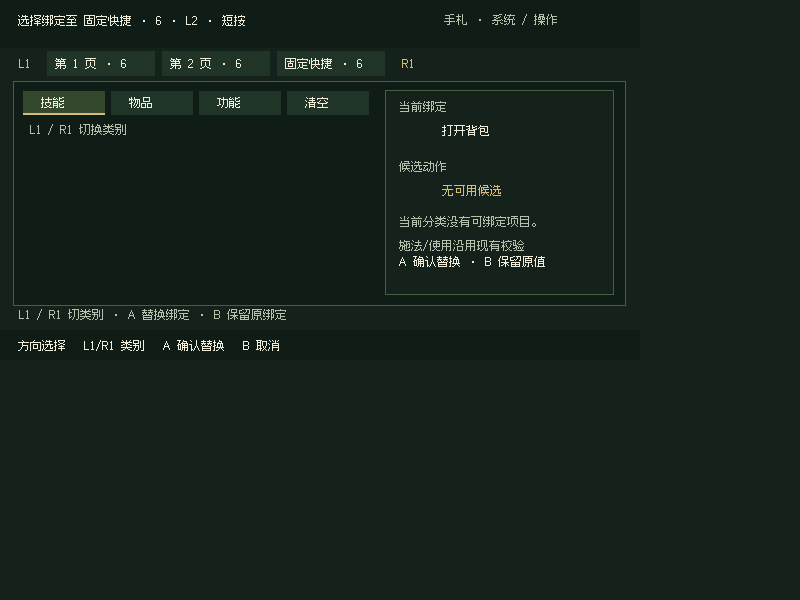 选择绑定至 固定快捷 · 6 · L2 · 短按
手札 · 系统 / 操作
L1 第 1 页 · 6 第 2 页 · 6 固定快捷 · 6 R1
技能 物品 功能 清空
L1 / R1 切换类别
当前绑定
打开背包
候选动作
无可用候选
当前分类没有可绑定项目。
施法/使用沿用现有校验
A 确认替换 · B 保留原值
L1 / R1 切类别 · A 替换绑定 · B 保留原绑定
方向选择 L1/R1 类别 A 确认替换 B 取消